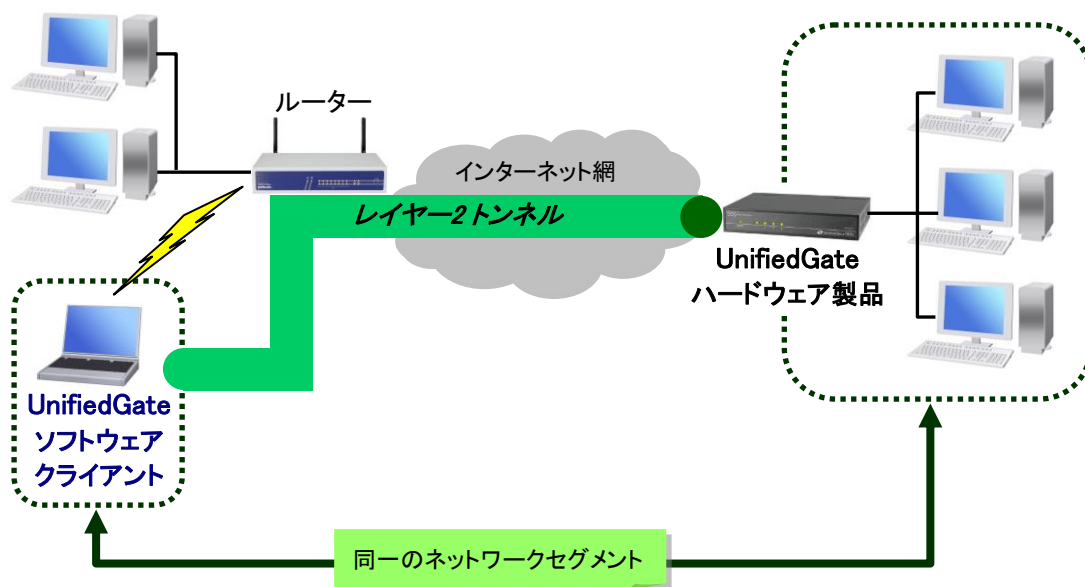 ルーター
インターネット網
レイヤー2トンネル
UnifiedGate
ハードウェア製品
UnifiedGate
ソフトウェア
クライアント
同一のネットワークセグメント